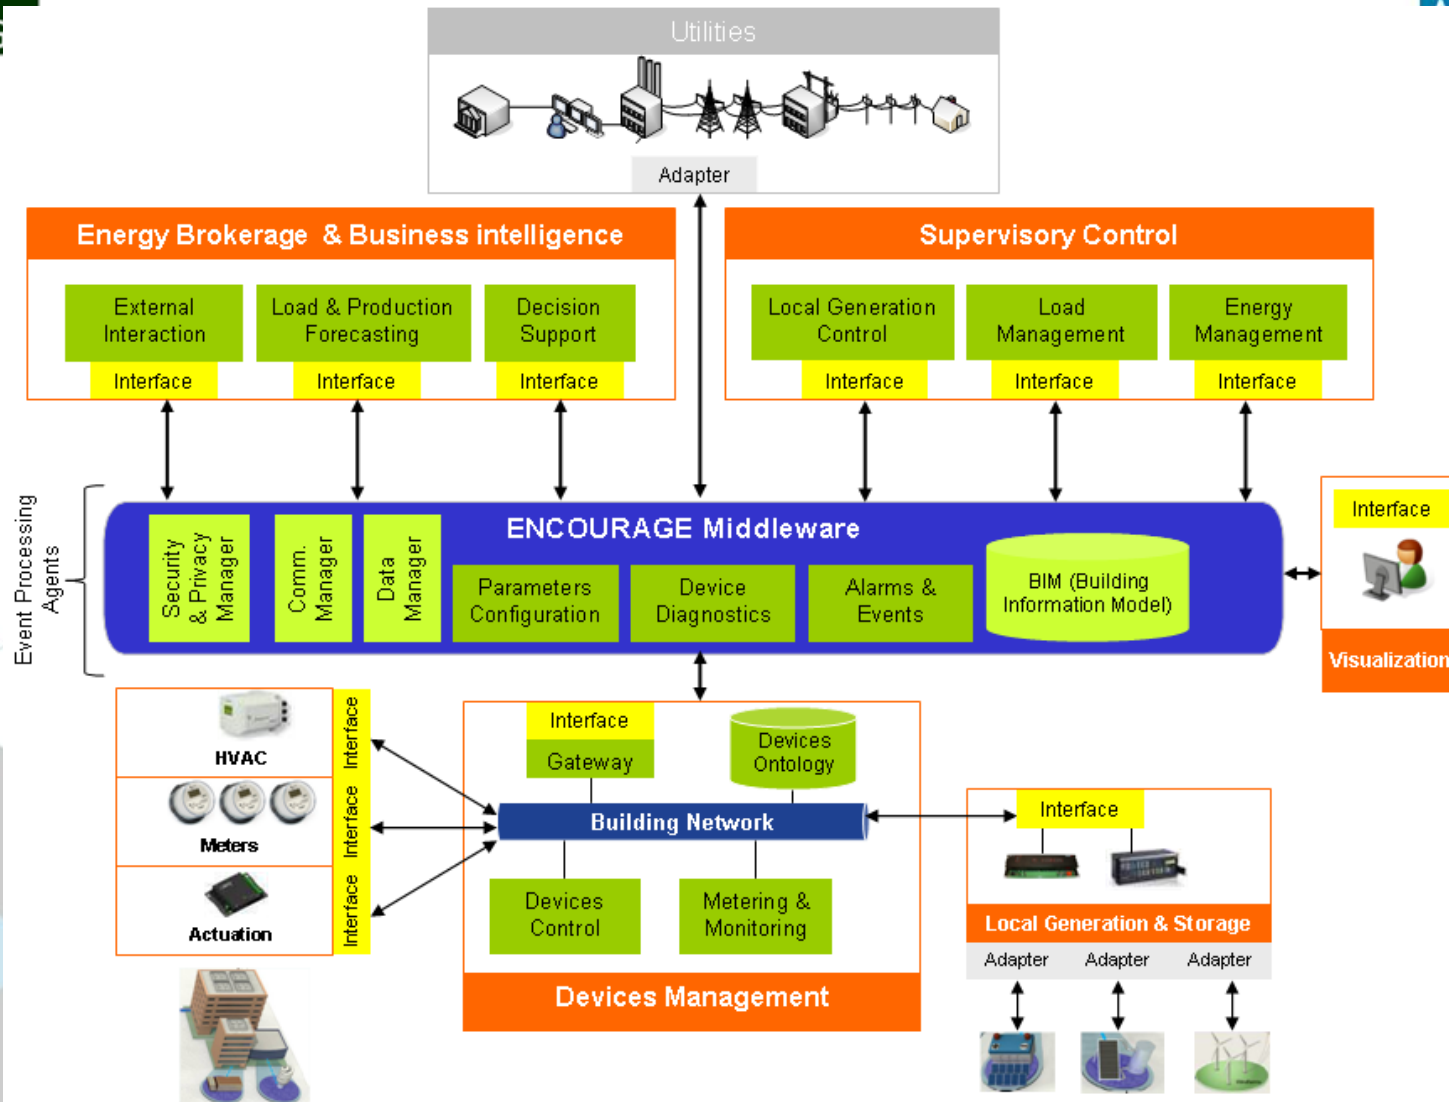 Utilities
Adapter
Energy Brokerage & Business intelligence
Supervisory Control
External
Interaction
Load & Production
Forecasting
Decision
Support
Local Generation
Control
Load
Management
Energy
Management
Interface
Interface
Interface
Interface
Interface
Interface
Event Processing
Agents
ENCOURAGE Middleware
Security
& Privacy
Manager
Comm.
Manager
Data
Manager
Parameters
Configuration
Device
Diagnostics
Alarms &
Events
BIM (Building
Information Model)
Interface
Visualization
HVAC
Interface
Meters
Interface
Actuation
Interface
Interface
Gateway
Devices
Ontology
Building Network
Devices
Control
Metering &
Monitoring
Devices Management
Interface
Local Generation & Storage
Adapter
Adapter
Adapter